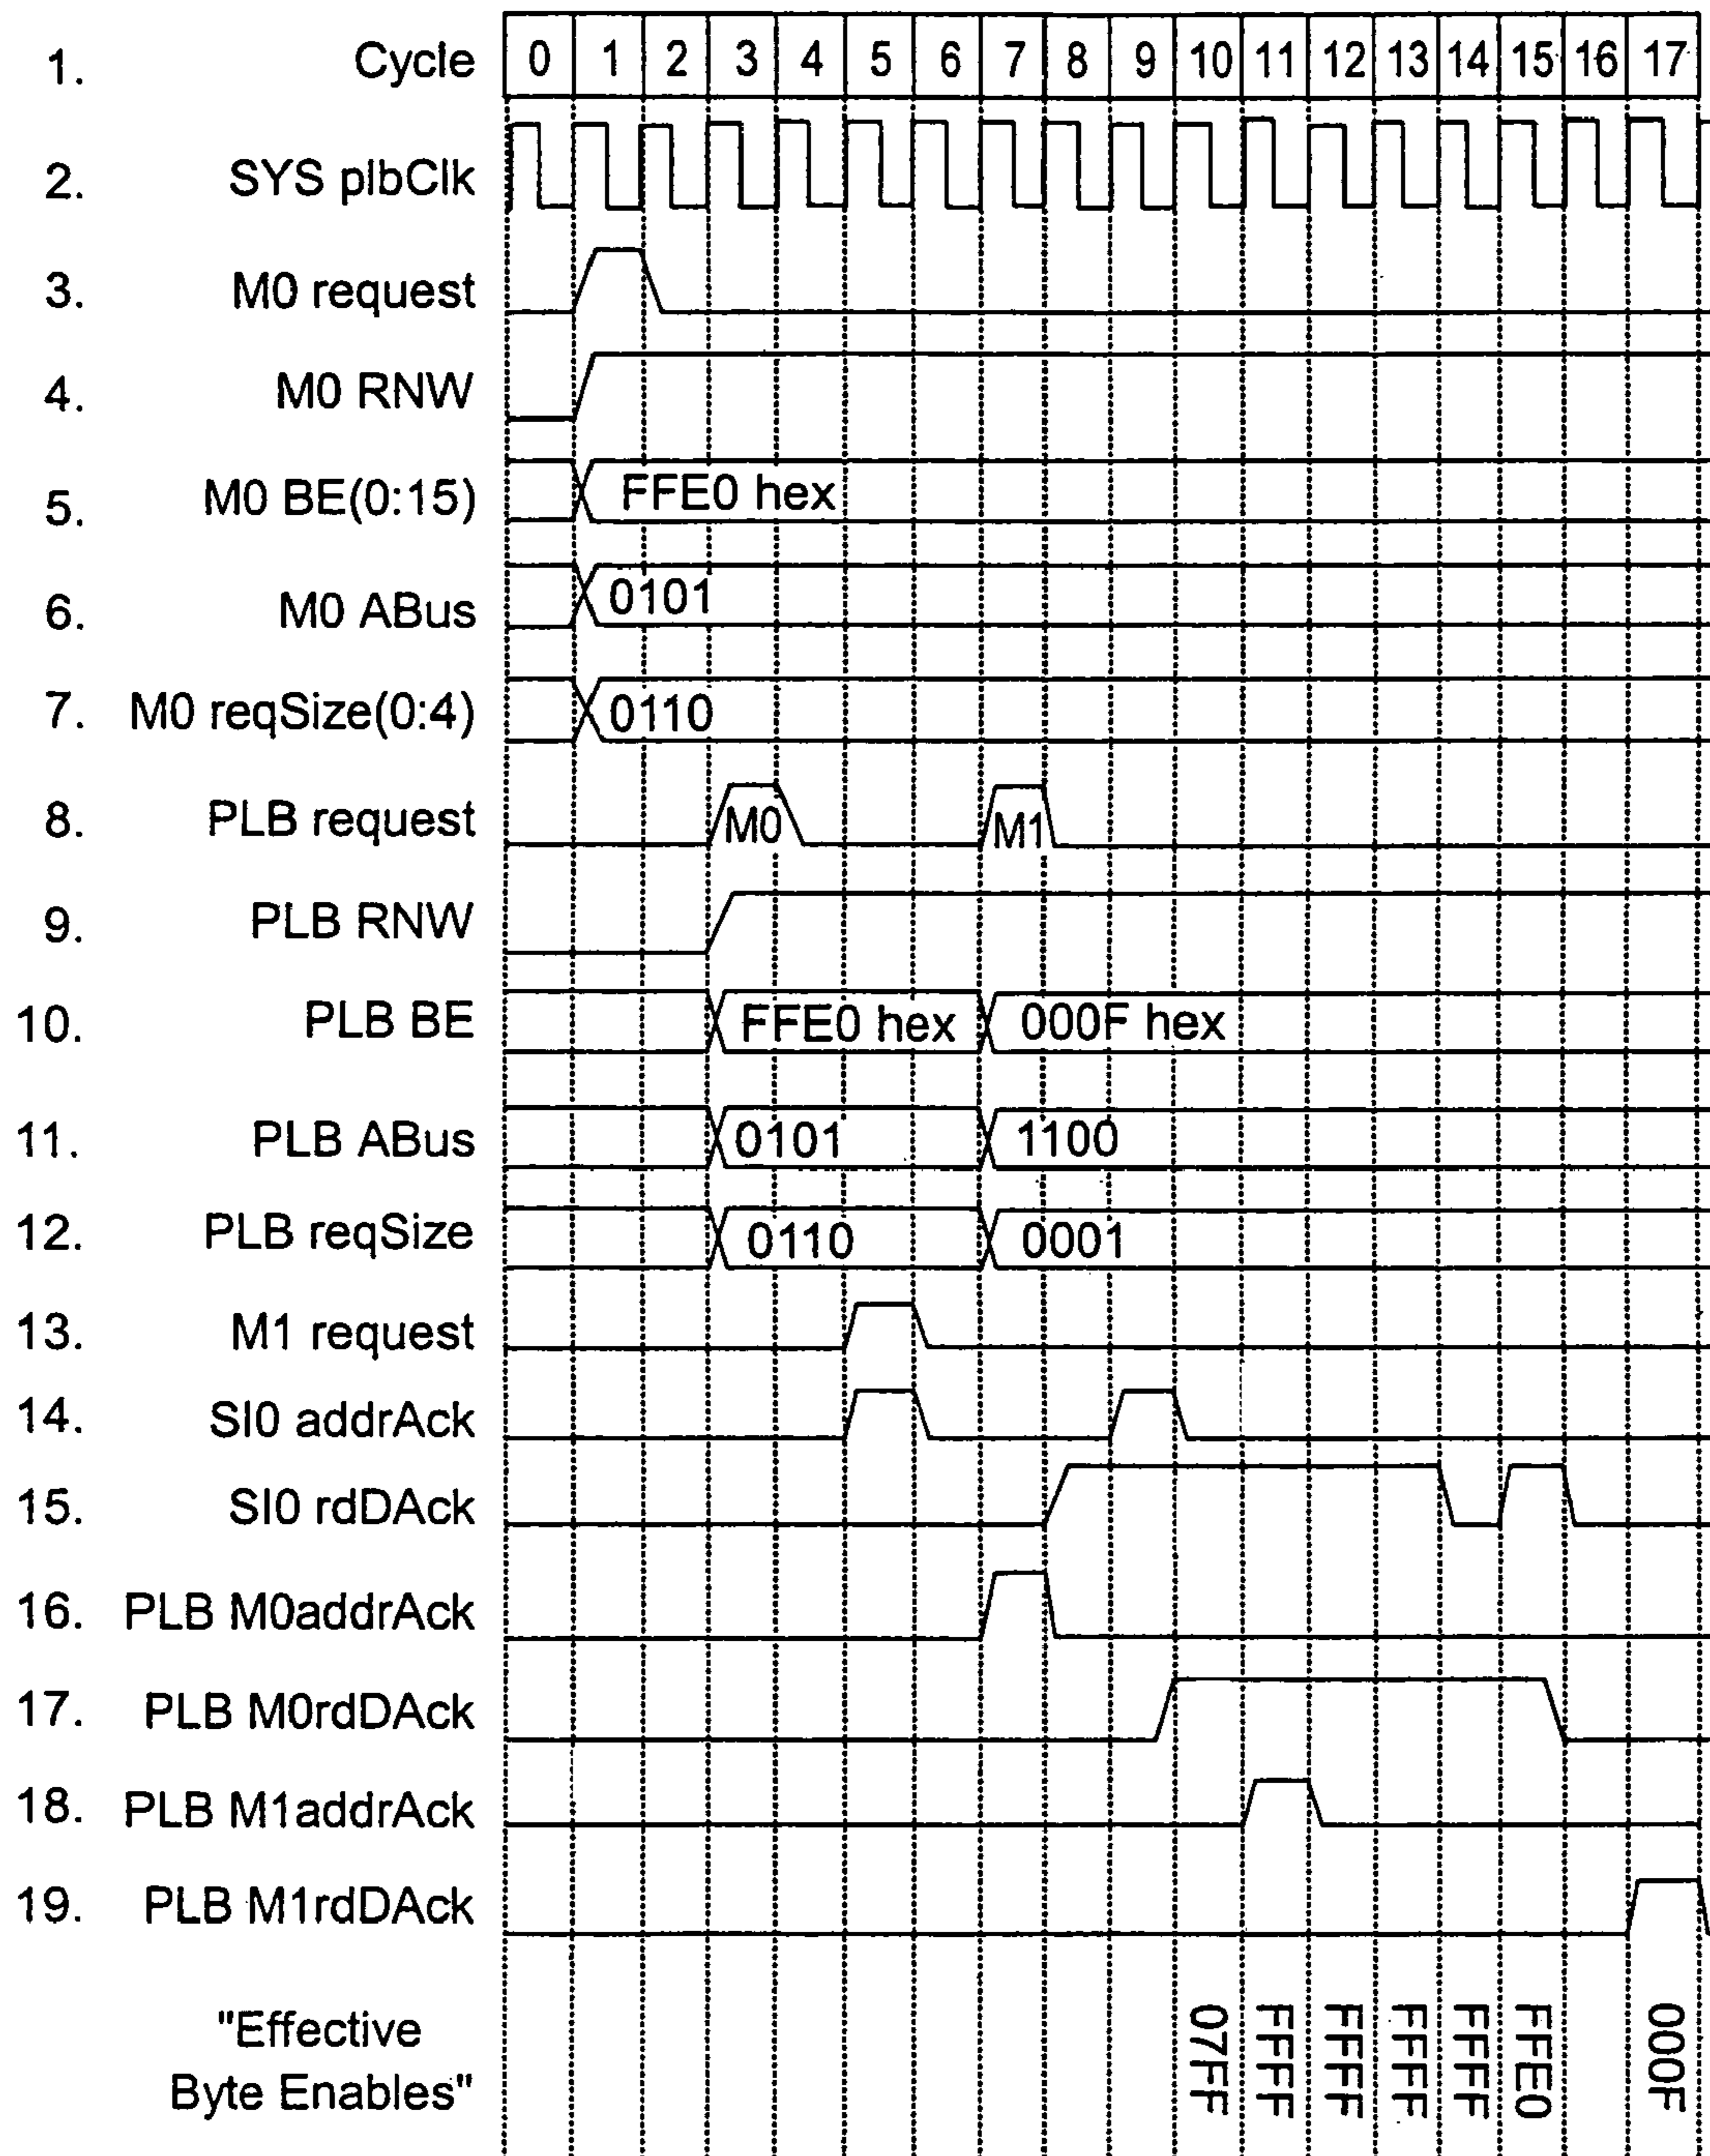 1. Cycle 0 1 2 3 4 5 6 7 8 9 10 11 12 13 14 15 16 17
2. SYS plbClk
3. M0 request
4. M0 RNW
5. M0 BE(0:15) FFE0 hex
6. M0 ABus 0101
7. M0 reqSize(0:4) 0110
8. PLB request M0 M1
9. PLB RNW
10. PLB BE FFE0 hex 000F hex
11. PLB ABus 0101 1100
12. PLB reqSize 0110 0001
13. M1 request
14. SI0 addrAck
15. SI0 rdDAck
16. PLB M0addrAck
17. PLB M0rdDAck
18. PLB M1addrAck
19. PLB M1rdDAck
"Effective
Byte Enables"
07FF
FFFF
FFFF
FFFF
FFFF
FFE0
000F